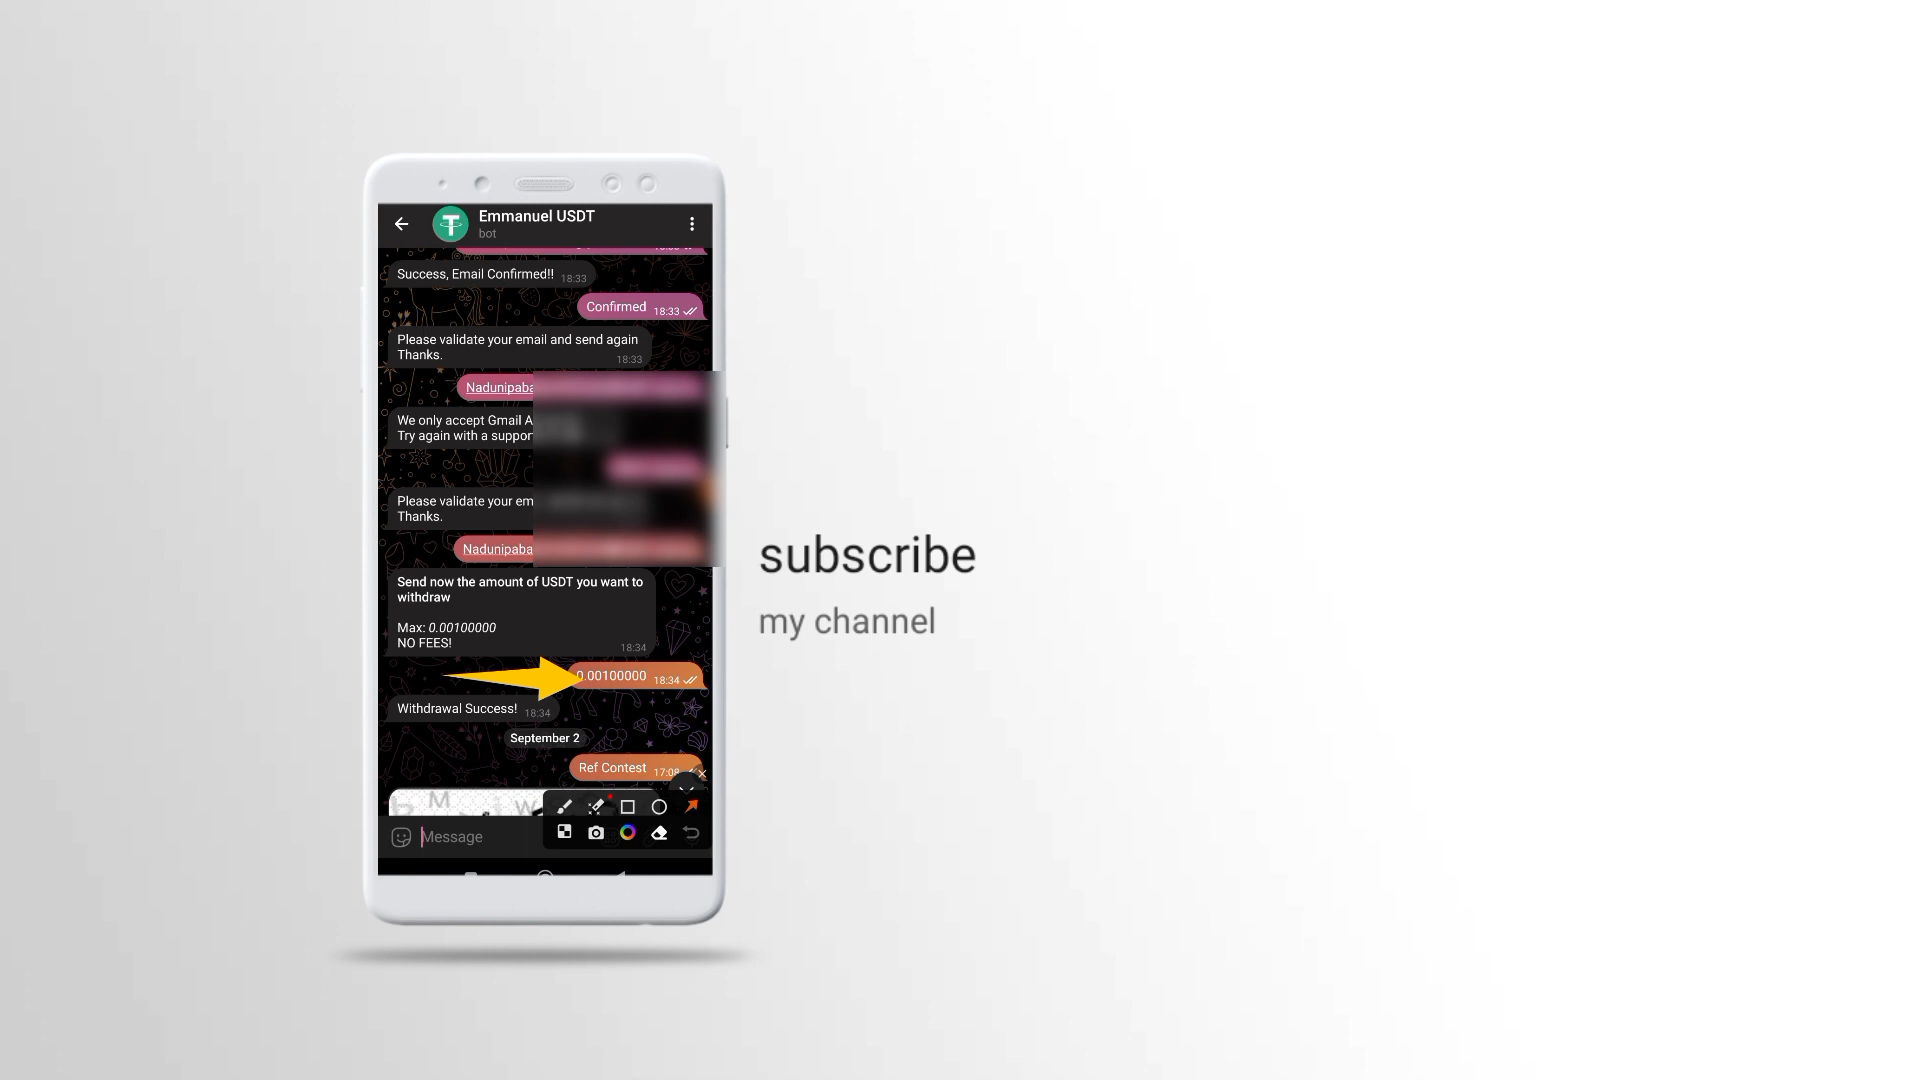 Emmanuel USDT
bot
Success, Email Confirmed!! 18:33
Confirmed 18:33
Please validate your email and send again
Thanks. 18:33
Nadunipaba
We only accept Gmail A
Try again with a suppor
Please validate your em
Thanks.
Nadunipaba
Send now the amount of USDT you want to
withdraw
Max: 0.00100000
NO FEES! 18:34
0.00100000 18:34
Withdrawal Success! 18:34
September 2
Ref Contest 17:08
M
w
Message
subscribe
my channel